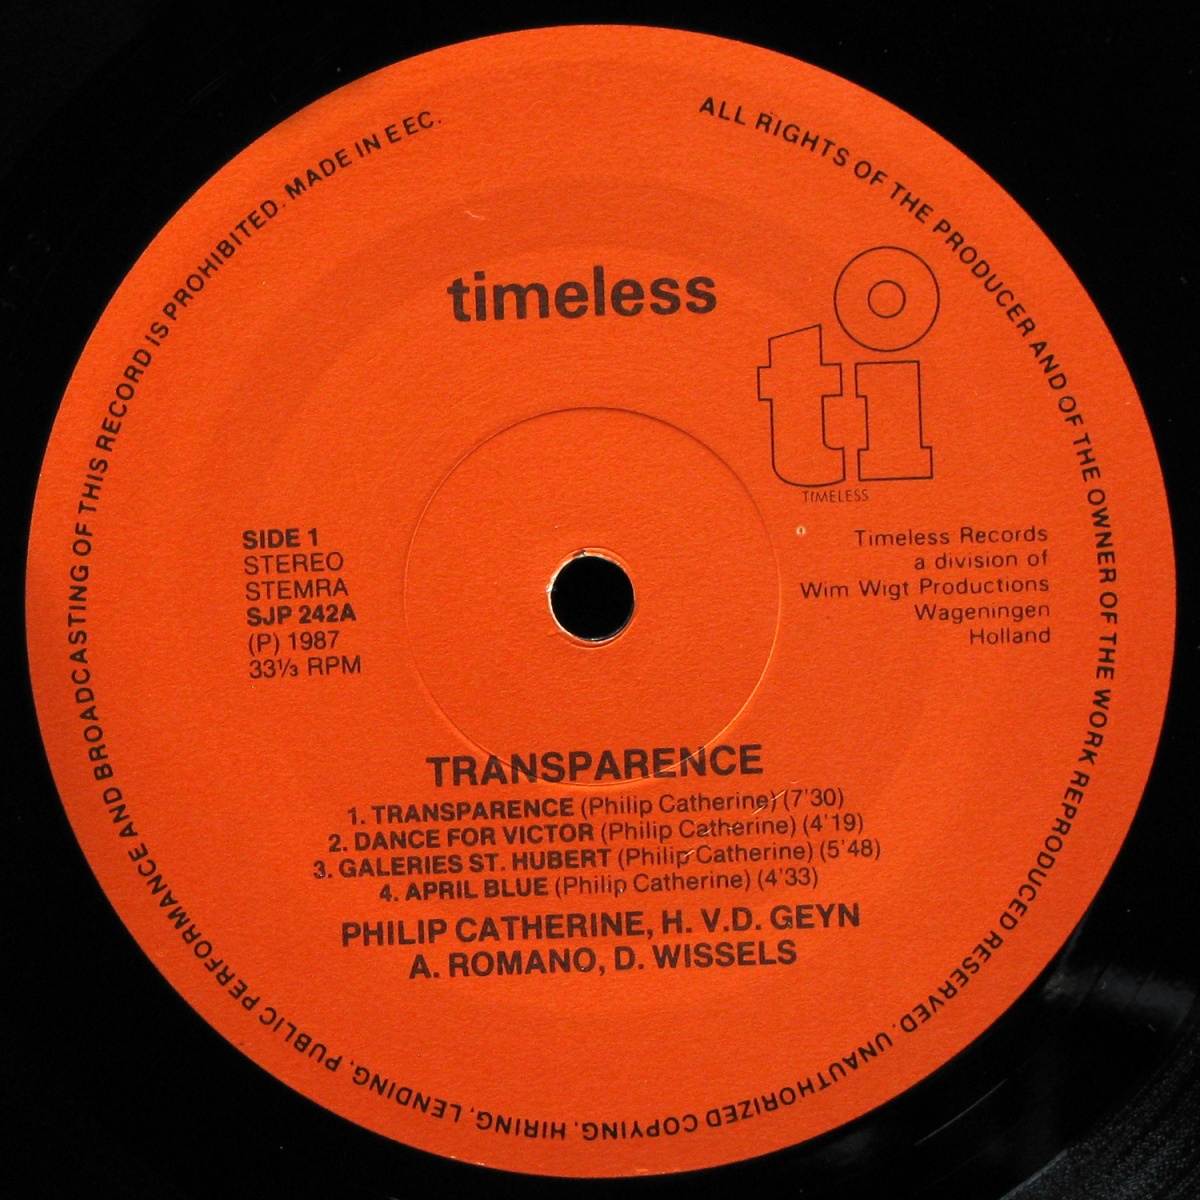 ALL RIGHTS OF THE PRODUCER AND OF THE OWNER OF THE WORK REPRODUCED RESERVED. UNAUTHORIZED COPYING, HIRING, LENDING, PUBLIC PERFORMANCE AND BROADCASTING OF THIS RECORD IS PROHIBITED. MADE IN EEC.
timeless
ti
TIMELESS
SIDE 1
STEREO
STEMRA
SJP 242A
(P) 1987
33⅓ RPM
Timeless Records
a division of
Wim Wigt Productions
Wageningen
Holland
TRANSPARENCE
1. TRANSPARENCE (Philip Catherine) (7'30)
2. DANCE FOR VICTOR (Philip Catherine) (4'19)
3. GALERIES ST. HUBERT (Philip Catherine) (5'48)
4. APRIL BLUE (Philip Catherine) (4'33)
PHILIP CATHERINE, H. V.D. GEYN
A. ROMANO, D. WISSELS